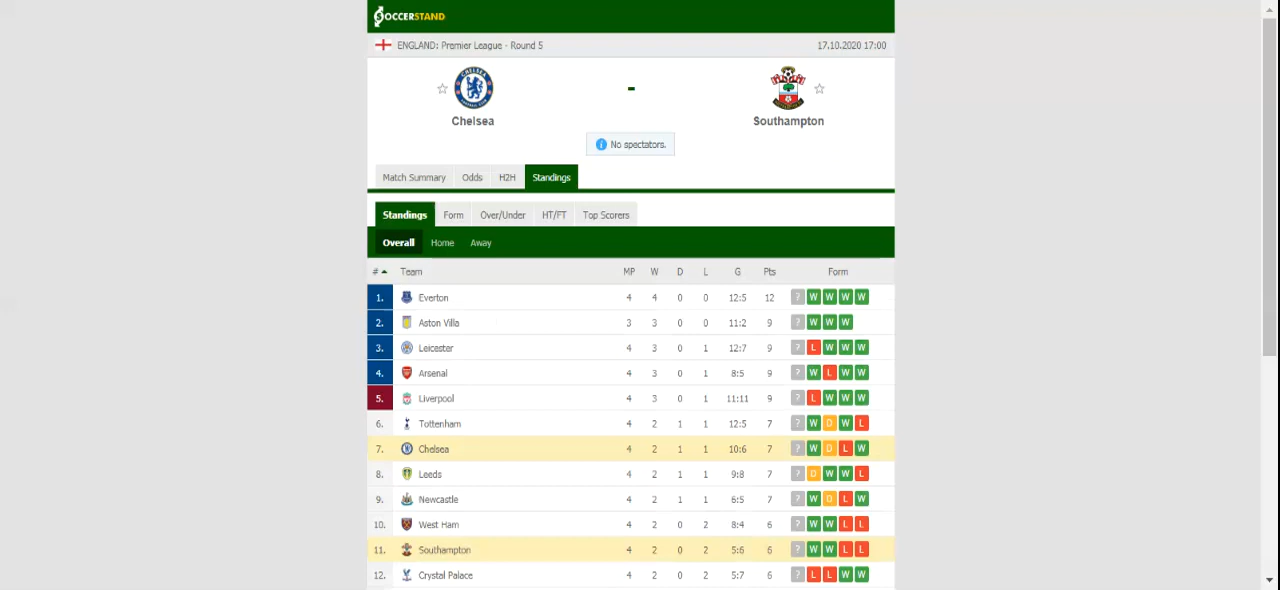 SOCCERSTAND
ENGLAND: Premier League - Round 5 17.10.2020 17:00
-
Chelsea Southampton
i No spectators.
Match Summary Odds H2H Standings
Standings Form Over/Under HT/FT Top Scorers
Overall Home Away
# Team MP W D L G Pts Form
1. Everton 4 4 0 0 12:5 12 ? W W W W
2. Aston Villa 3 3 0 0 11:2 9 ? W W W
3. Leicester 4 3 0 1 12:7 9 ? L W W W
4. Arsenal 4 3 0 1 8:5 9 ? W L W W
5. Liverpool 4 3 0 1 11:11 9 ? L W W W
6. Tottenham 4 2 1 1 12:5 7 ? W D W L
7. Chelsea 4 2 1 1 10:6 7 ? W D L W
8. Leeds 4 2 1 1 9:8 7 ? D W W L
9. Newcastle 4 2 1 1 6:5 7 ? W D L W
10. West Ham 4 2 0 2 8:4 6 ? W W L L
11. Southampton 4 2 0 2 5:6 6 ? W W L L
12. Crystal Palace 4 2 0 2 5:7 6 ? L L W W